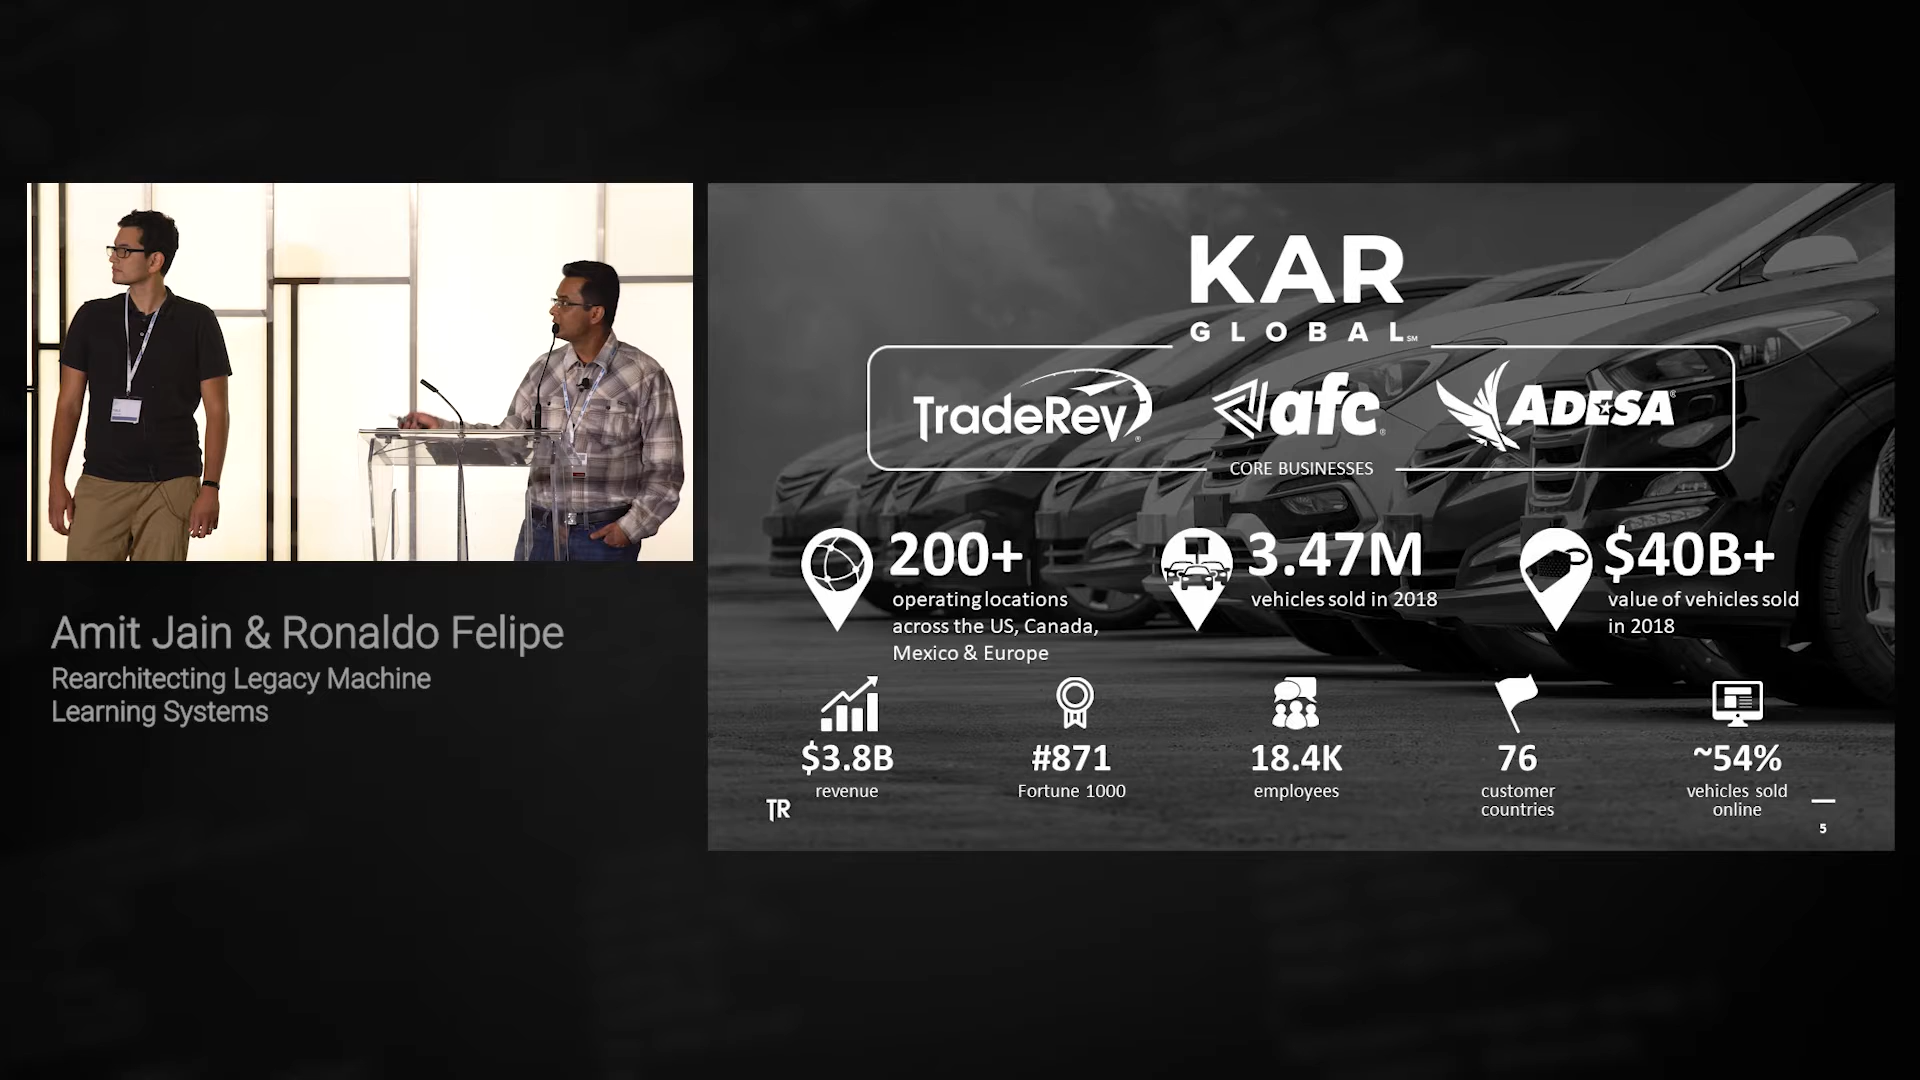 Amit Jain & Ronaldo Felipe
Rearchitecting Legacy Machine
Learning Systems
KAR
GLOBAL SM
TradeRev ®
afc ®
ADESA ®
CORE BUSINESSES
200+
operating locations
across the US, Canada,
Mexico & Europe
3.47M
vehicles sold in 2018
$40B+
value of vehicles sold
in 2018
$3.8B
revenue
#871
Fortune 1000
18.4K
employees
76
customer
countries
~54%
vehicles sold
online
TR
5